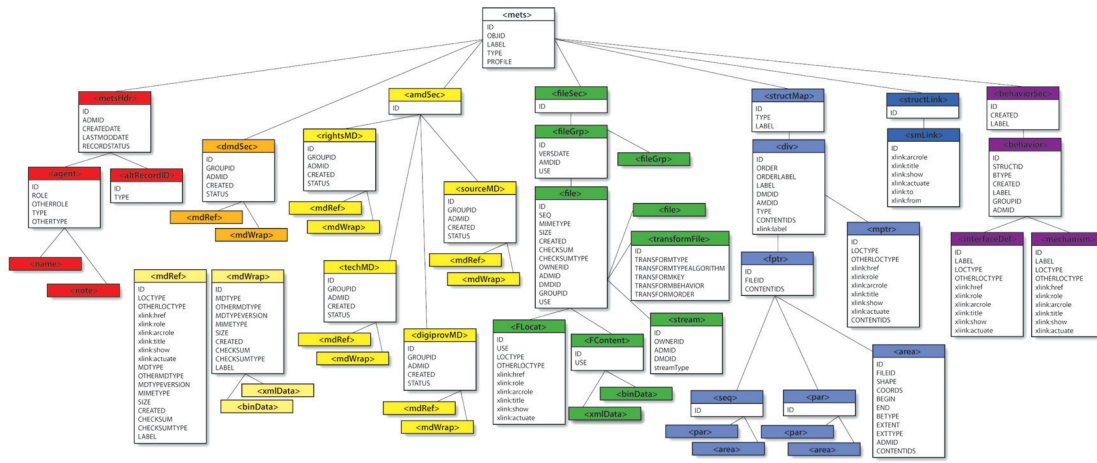 <mets>
ID
OBJID
LABEL
TYPE
PROFILE
<metsHdr>
ID
ADMID
CREATEDATE
LASTMODDATE
RECORDSTATUS
<agent>
ID
ROLE
OTHERROLE
TYPE
OTHERTYPE
<altRecordID>
ID
TYPE
<name>
<note>
<dmdSec>
ID
GROUPID
ADMID
CREATED
STATUS
<mdRef>
<mdWrap>
<mdRef>
ID
LOCTYPE
OTHERLOCTYPE
xlink:href
xlink:role
xlink:arcrole
xlink:title
xlink:show
xlink:actuate
MDTYPE
OTHERMDTYPE
MDTYPEVERSION
MIMETYPE
SIZE
CREATED
CHECKSUM
CHECKSUMTYPE
LABEL
<mdWrap>
ID
MDTYPE
OTHERMDTYPE
MDTYPEVERSION
MIMETYPE
SIZE
CREATED
CHECKSUM
CHECKSUMTYPE
LABEL
<xmlData>
<binData>
<amdSec>
ID
<rightsMD>
ID
GROUPID
ADMID
CREATED
STATUS
<mdRef>
<mdWrap>
<techMD>
ID
GROUPID
ADMID
CREATED
STATUS
<mdRef>
<mdWrap>
<sourceMD>
ID
GROUPID
ADMID
CREATED
STATUS
<mdRef>
<mdWrap>
<digiprovMD>
ID
GROUPID
ADMID
CREATED
STATUS
<mdRef>
<mdWrap>
<fileSec>
ID
<fileGrp>
ID
VERSDATE
AMDID
USE
<fileGrp>
<file>
ID
SEQ
MIMETYPE
SIZE
CREATED
CHECKSUM
CHECKSUMTYPE
OWNERID
ADMID
DMDID
GROUPID
USE
<file>
<transformFile>
ID
TRANSFORMTYPE
TRANSFORMTYPEALGORITHM
TRANSFORMKEY
TRANSFORMBEHAVIOR
TRANSFORMORDER
<stream>
ID
OWNERID
ADMID
DMDID
streamType
<FLocat>
ID
USE
LOCTYPE
OTHERLOCTYPE
xlink:href
xlink:role
xlink:arcrole
xlink:title
xlink:show
xlink:actuate
<FContent>
ID
USE
<binData>
<xmlData>
<structMap>
ID
TYPE
LABEL
<div>
ID
ORDER
ORDERLABEL
LABEL
DMDID
AMDID
TYPE
CONTENTIDS
xlink:label
<fptr>
ID
FILEID
CONTENTIDS
<mptr>
ID
LOCTYPE
OTHERLOCTYPE
xlink:href
xlink:role
xlink:arcrole
xlink:title
xlink:show
xlink:actuate
CONTENTIDS
<seq>
ID
<par>
<area>
<par>
ID
<par>
<area>
<area>
ID
FILEID
SHAPE
COORDS
BEGIN
END
BETYPE
EXTENT
EXTTYPE
ADMID
CONTENTIDS
<structLink>
ID
<smLink>
ID
xlink:arcrole
xlink:title
xlink:show
xlink:actuate
xlink:to
xlink:from
<behaviorSec>
ID
CREATED
LABEL
<behavior>
ID
STRUCTID
BTYPE
CREATED
LABEL
GROUPID
ADMID
<interfaceDef>
ID
LABEL
LOCTYPE
OTHERLOCTYPE
xlink:href
xlink:role
xlink:arcrole
xlink:title
xlink:show
xlink:actuate
<mechanism>
ID
LABEL
LOCTYPE
OTHERLOCTYPE
xlink:href
xlink:role
xlink:arcrole
xlink:title
xlink:show
xlink:actuate